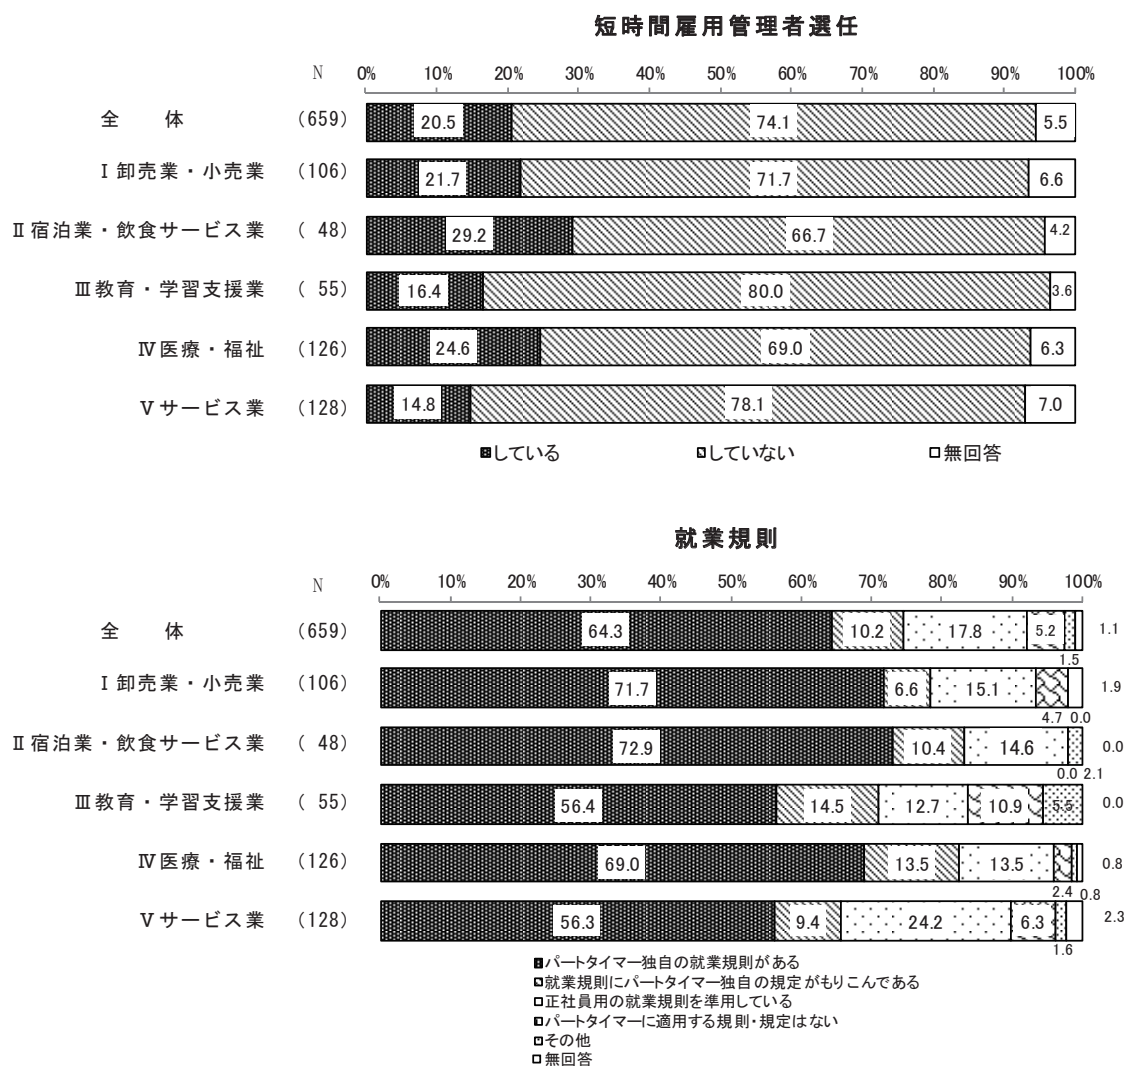 短時間雇用管理者選任
N 0% 10% 20% 30% 40% 50% 60% 70% 80% 90% 100%
全 体 (659) 20.5 74.1 5.5
Ⅰ卸売業・小売業 (106) 21.7 71.7 6.6
Ⅱ宿泊業・飲食サービス業 ( 48) 29.2 66.7 4.2
Ⅲ教育・学習支援業 ( 55) 16.4 80.0 3.6
Ⅳ医療・福祉 (126) 24.6 69.0 6.3
Ⅴサービス業 (128) 14.8 78.1 7.0
している していない 無回答
就業規則
N 0% 10% 20% 30% 40% 50% 60% 70% 80% 90% 100%
全 体 (659) 64.3 10.2 17.8 5.2 1.1
1.5
Ⅰ卸売業・小売業 (106) 71.7 6.6 15.1 1.9
4.7 0.0
Ⅱ宿泊業・飲食サービス業 ( 48) 72.9 10.4 14.6 0.0
0.0 2.1
Ⅲ教育・学習支援業 ( 55) 56.4 14.5 12.7 10.9 5.5 0.0
Ⅳ医療・福祉 (126) 69.0 13.5 13.5 0.8
2.4 0.8
Ⅴサービス業 (128) 56.3 9.4 24.2 6.3 2.3
1.6
パートタイマー独自の就業規則がある
就業規則にパートタイマー独自の規定がもりこんである
正社員用の就業規則を準用している
パートタイマーに適用する規則・規定はない
その他
無回答